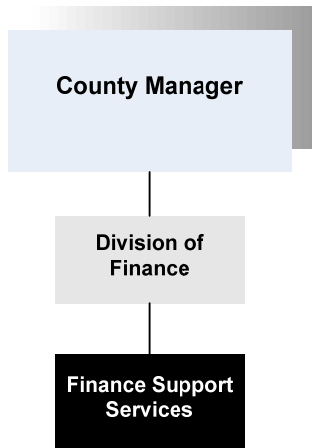 County Manager
Division of
Finance
Finance Support
Services